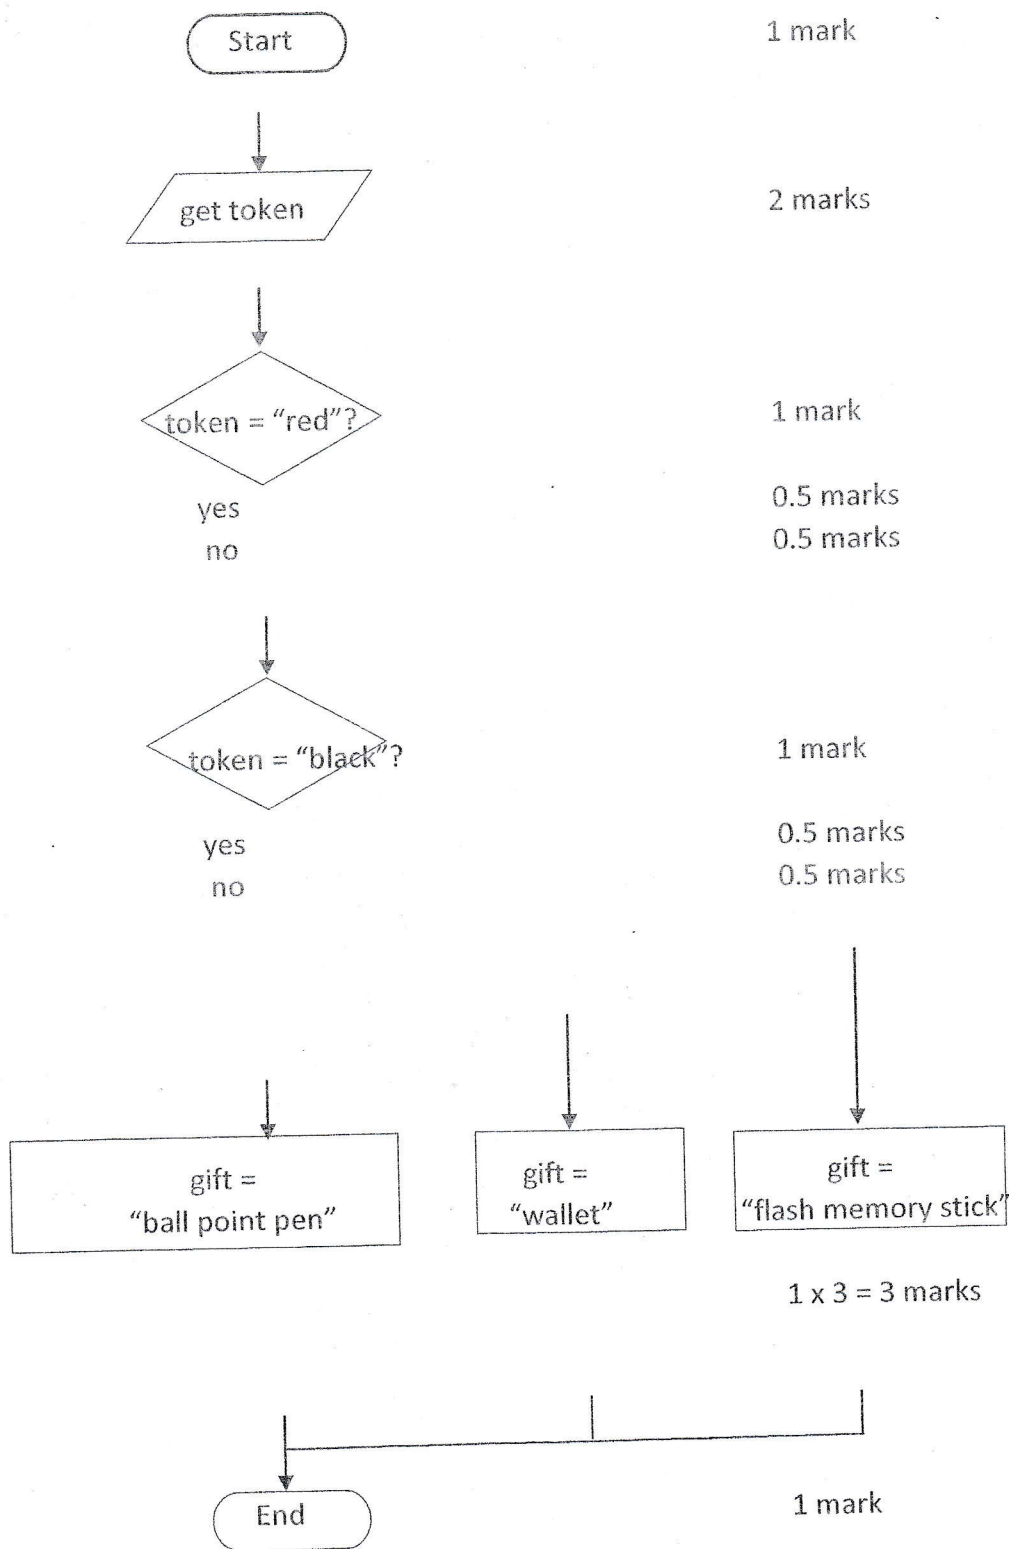 Start 1 mark
get token 2 marks
token = “red”? 1 mark
yes 0.5 marks
no 0.5 marks
token = “black”? 1 mark
yes 0.5 marks
no 0.5 marks
gift = gift = gift =
“ball point pen” “wallet” “flash memory stick”
1 x 3 = 3 marks
End 1 mark